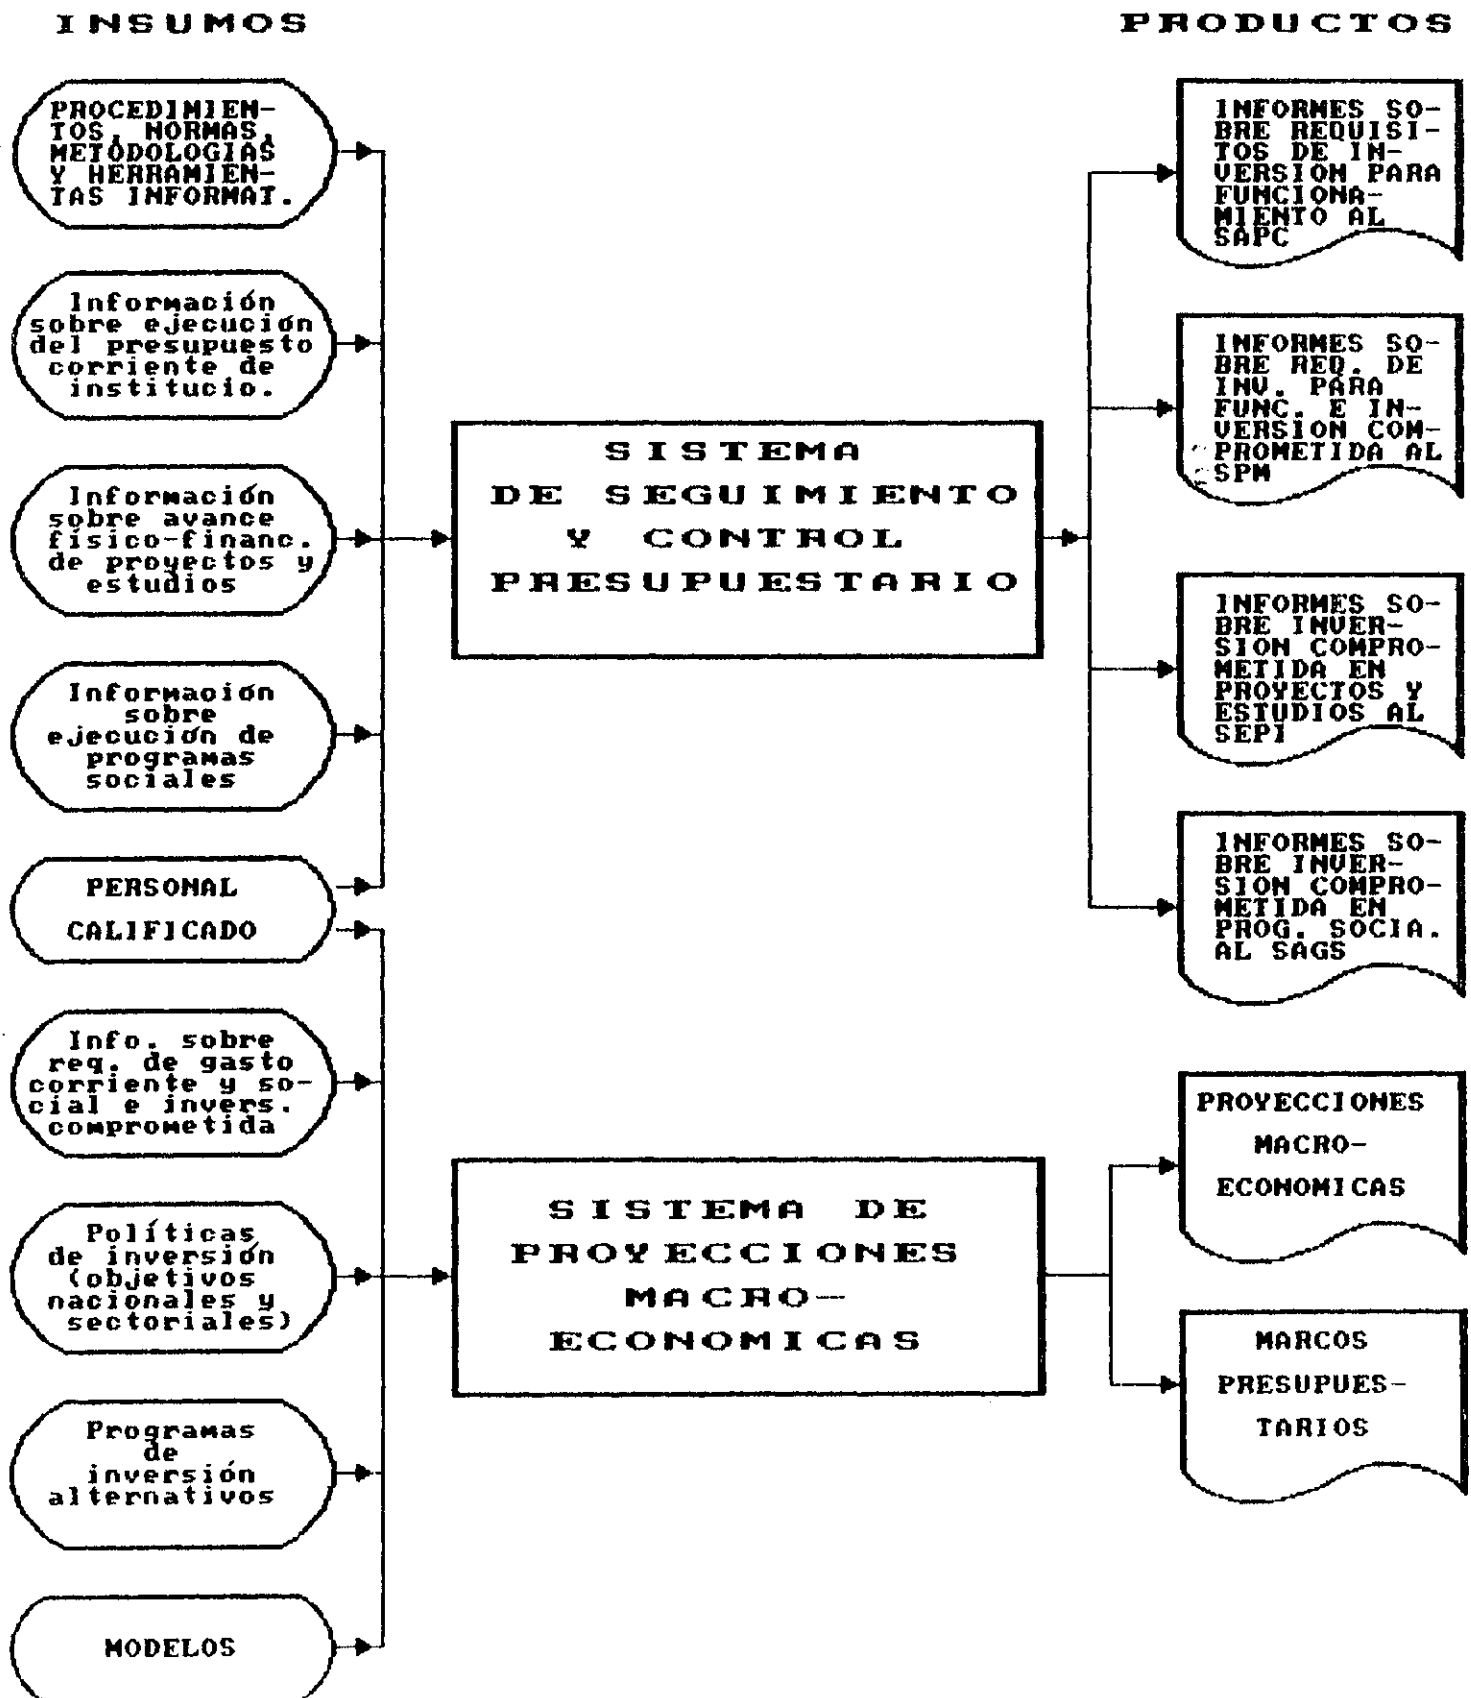 INSUMOS
PRODUCTOS
PROCEDIMIEN-
TOS, NORMAS,
METODOLOGIAS
Y HERRAMIEN-
TAS INFORMAT.
Información
sobre ejecución
del presupuesto
corriente de
institucio.
Información
sobre avance
físico-financ.
de proyectos y
estudios
Información
sobre
ejecución de
programas
sociales
PERSONAL
CALIFICADO
Info. sobre
req. de gasto
corriente y so-
cial e invers.
comprometida
Políticas
de inversión
(objetivos
nacionales y
sectoriales)
Programas
de
inversión
alternativos
MODELOS
SISTEMA
DE SEGUIMIENTO
Y CONTROL
PRESUPUESTARIO
SISTEMA DE
PROYECCIONES
MACRO-
ECONOMICAS
INFORMES SO-
BRE REQUISI-
TOS DE IN-
VERSION PARA
FUNCIONA-
MIENTO AL
SAPC
INFORMES SO-
BRE REQ. DE
INV. PARA
FUNC. E IN-
VERSION COM-
PROMETIDA AL
SPM
INFORMES SO-
BRE INVER-
SION COMPRO-
METIDA EN
PROYECTOS Y
ESTUDIOS AL
SEPI
INFORMES SO-
BRE INVER-
SION COMPRO-
METIDA EN
PROG. SOCIA.
AL SAGS
PROYECCIONES
MACRO-
ECONOMICAS
MARCOS
PRESUPUES-
TARIOS